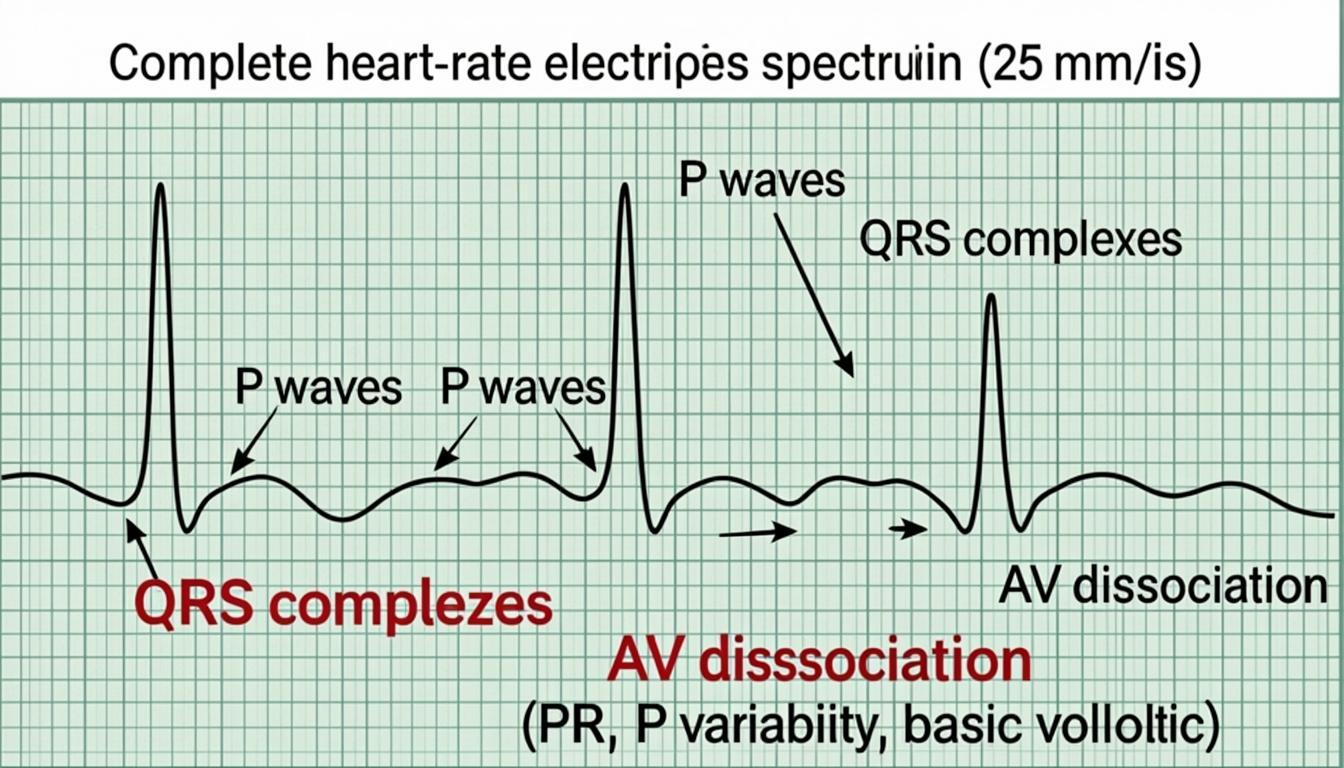 Complete heart-rate electripes spectruiin (25 mm/is)
P waves
QRS complexes
P waves
P waves
QRS complezes
AV dissociation
AV disssociation
(PR, P variabiity, basic volloltic)